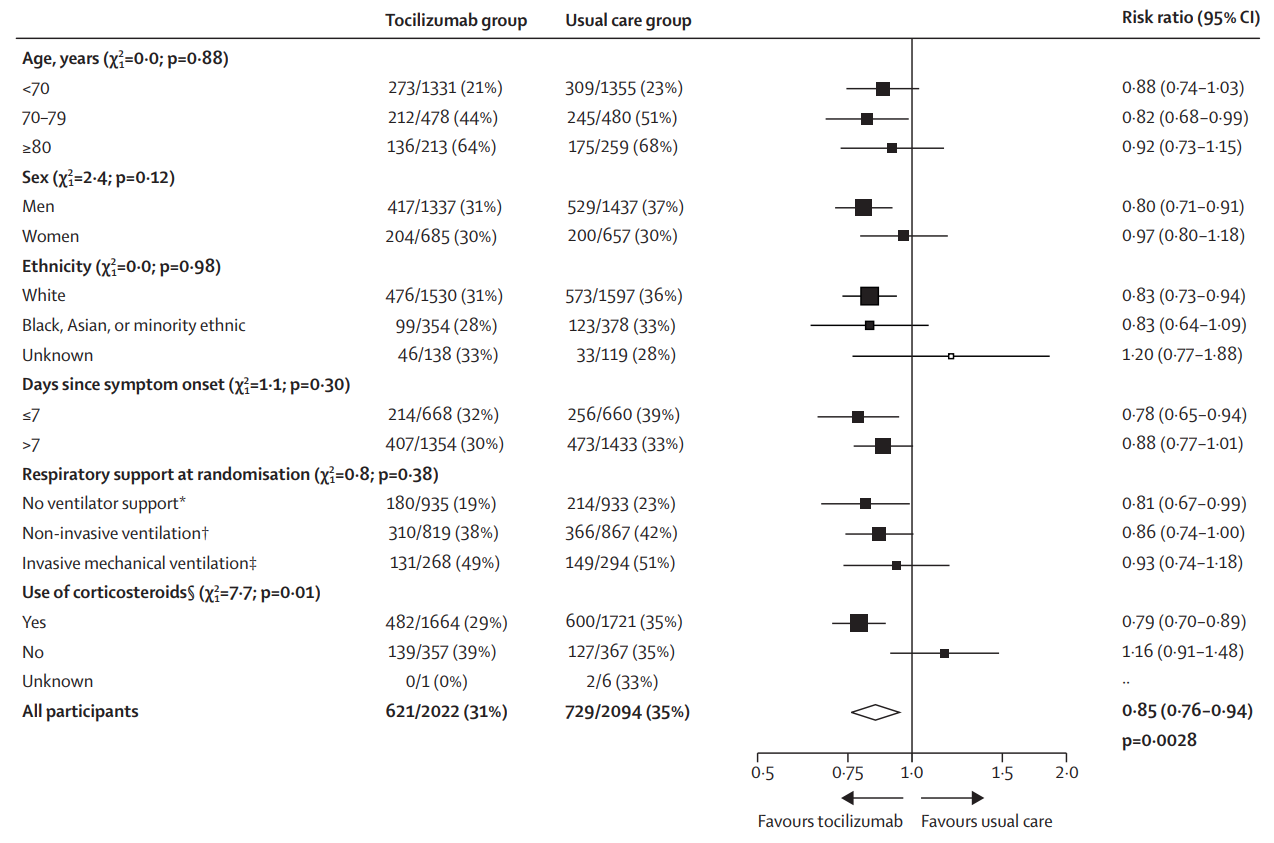 Tocilizumab group Usual care group Risk ratio (95% CI)
Age, years (χ²₁=0·0; p=0·88)
<70 273/1331 (21%) 309/1355 (23%) 0·88 (0·74–1·03)
70–79 212/478 (44%) 245/480 (51%) 0·82 (0·68–0·99)
≥80 136/213 (64%) 175/259 (68%) 0·92 (0·73–1·15)
Sex (χ²₁=2·4; p=0·12)
Men 417/1337 (31%) 529/1437 (37%) 0·80 (0·71–0·91)
Women 204/685 (30%) 200/657 (30%) 0·97 (0·80–1·18)
Ethnicity (χ²₁=0·0; p=0·98)
White 476/1530 (31%) 573/1597 (36%) 0·83 (0·73–0·94)
Black, Asian, or minority ethnic 99/354 (28%) 123/378 (33%) 0·83 (0·64–1·09)
Unknown 46/138 (33%) 33/119 (28%) 1·20 (0·77–1·88)
Days since symptom onset (χ²₁=1·1; p=0·30)
≤7 214/668 (32%) 256/660 (39%) 0·78 (0·65–0·94)
>7 407/1354 (30%) 473/1433 (33%) 0·88 (0·77–1·01)
Respiratory support at randomisation (χ²₁=0·8; p=0·38)
No ventilator support* 180/935 (19%) 214/933 (23%) 0·81 (0·67–0·99)
Non-invasive ventilation† 310/819 (38%) 366/867 (42%) 0·86 (0·74–1·00)
Invasive mechanical ventilation‡ 131/268 (49%) 149/294 (51%) 0·93 (0·74–1·18)
Use of corticosteroids§ (χ²₁=7·7; p=0·01)
Yes 482/1664 (29%) 600/1721 (35%) 0·79 (0·70–0·89)
No 139/357 (39%) 127/367 (35%) 1·16 (0·91–1·48)
Unknown 0/1 (0%) 2/6 (33%) ··
All participants 621/2022 (31%) 729/2094 (35%) 0·85 (0·76–0·94)
p=0·0028
0·5 0·75 1·0 1·5 2·0
Favours tocilizumab Favours usual care